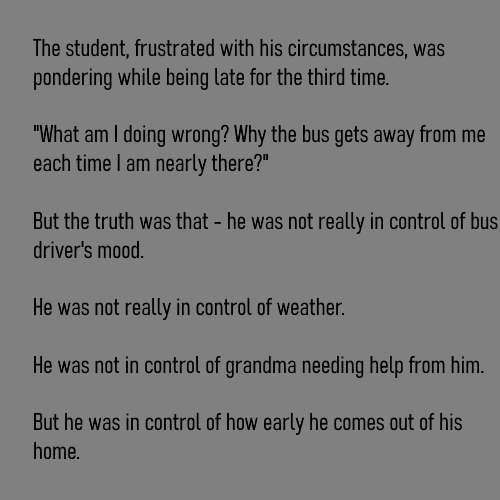 The student, frustrated with his circumstances, was
pondering while being late for the third time.
"What am I doing wrong? Why the bus gets away from me
each time I am nearly there?"
But the truth was that - he was not really in control of bus
driver's mood.
He was not really in control of weather.
He was not in control of grandma needing help from him.
But he was in control of how early he comes out of his
home.